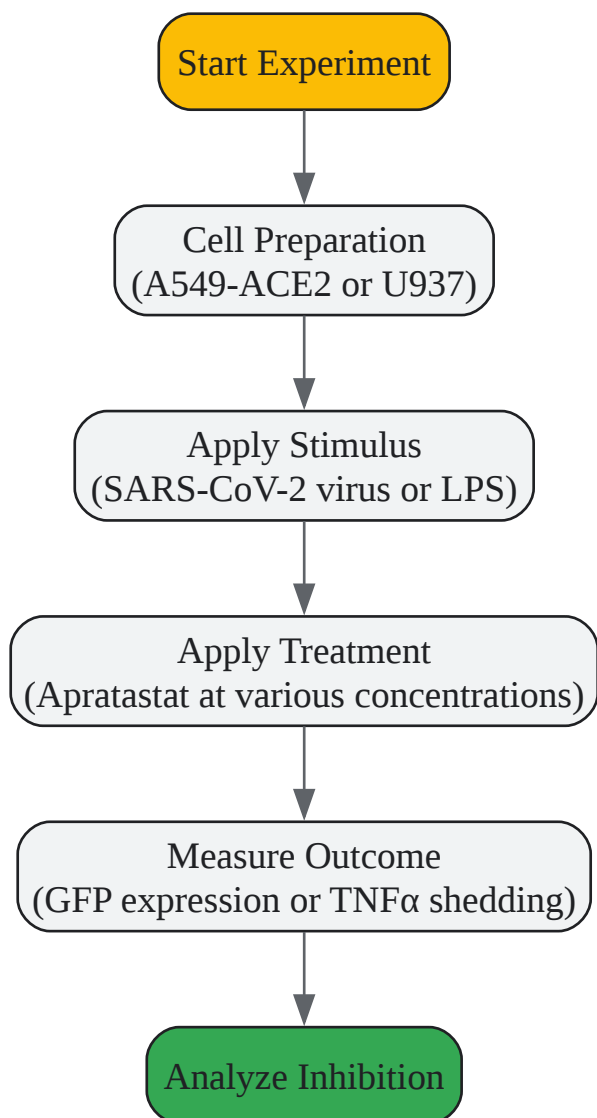 Start Experiment
Cell Preparation
(A549-ACE2 or U937)
Apply Stimulus
(SARS-CoV-2 virus or LPS)
Apply Treatment
(Apratastat at various concentrations)
Measure Outcome
(GFP expression or TNFα shedding)
Analyze Inhibition